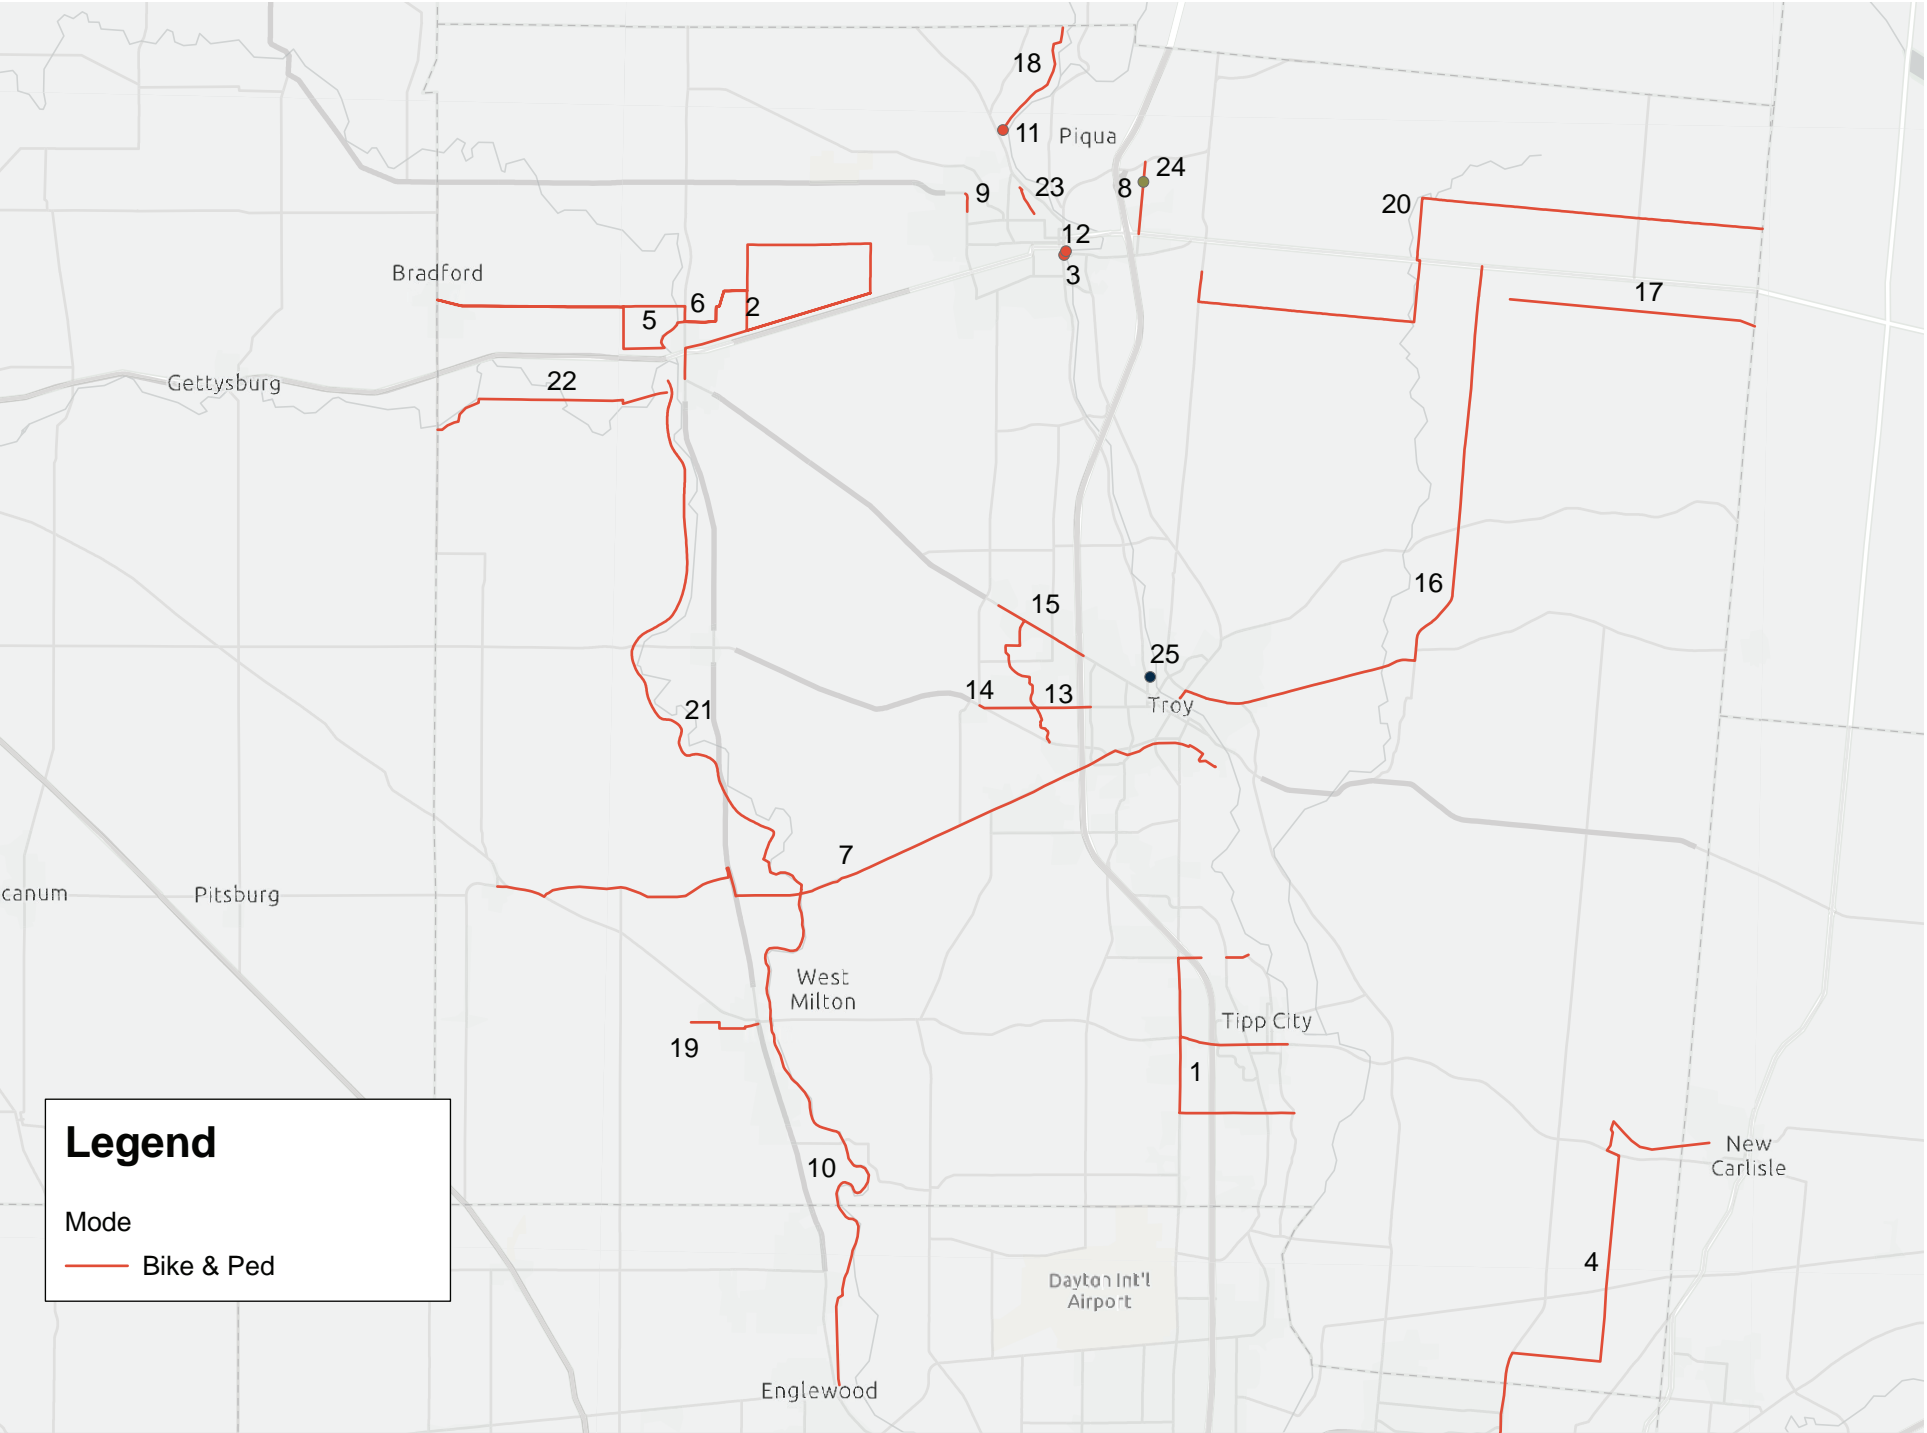 18
11
Piqua
24
8
9
23
20
12
3
Bradford
6
2
5
17
Gettysburg
22
16
15
25
14
13
Troy
21
7
canum
Pitsburg
West
Milton
Tipp City
19
1
Legend
Mode
Bike & Ped
New
Carlisle
10
4
Dayton Int'l
Airport
Englewood